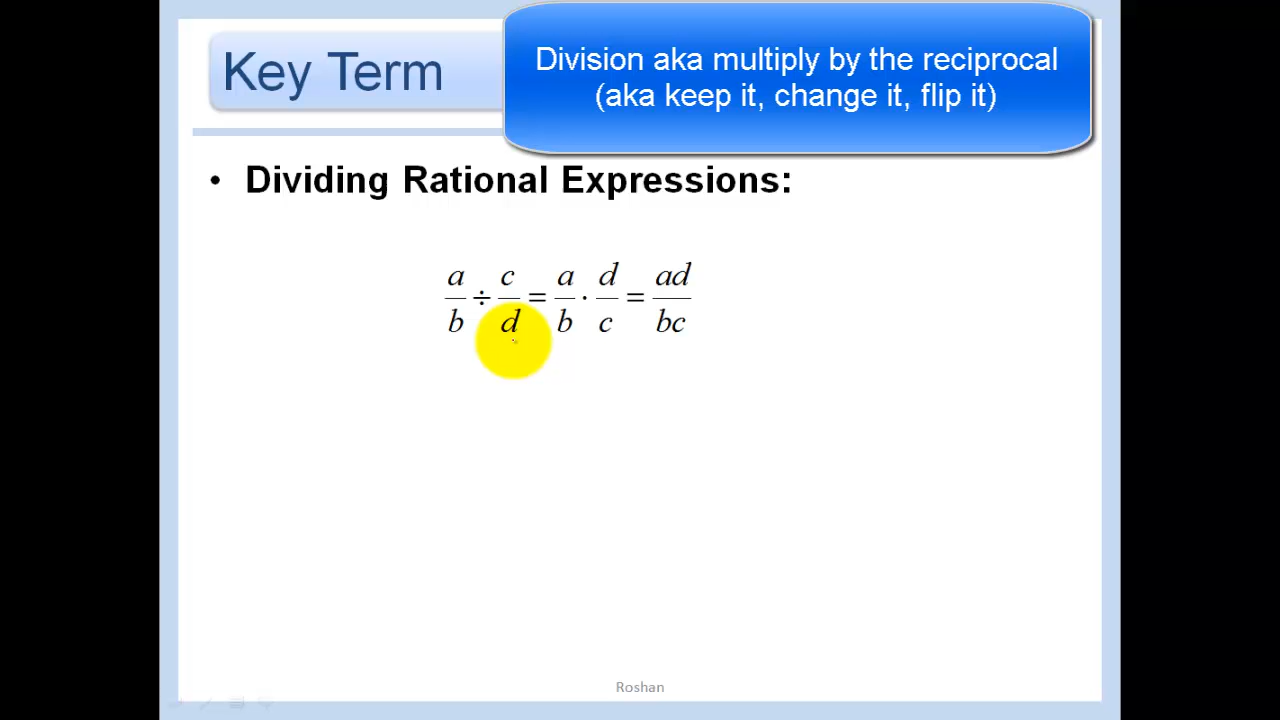 Key Term
Division aka multiply by the reciprocal
(aka keep it, change it, flip it)
• Dividing Rational Expressions:
a/b ÷ c/d = a/b · d/c = ad/bc
Roshan